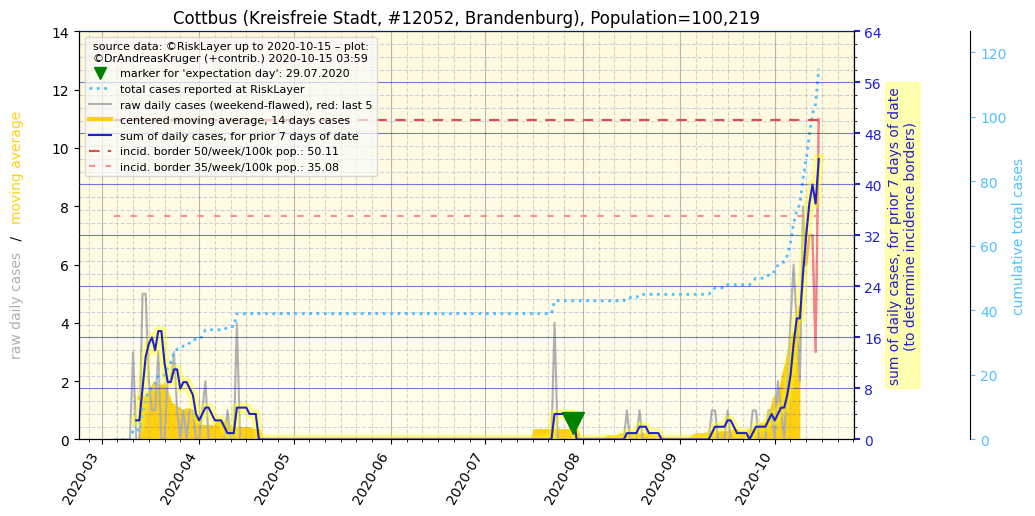 Cottbus (Kreisfreie Stadt, #12052, Brandenburg), Population=100,219
source data: ©RiskLayer up to 2020-10-15 – plot:
©DrAndreasKruger (+contrib.) 2020-10-15 03:59
marker for 'expectation day': 29.07.2020
total cases reported at RiskLayer
raw daily cases (weekend-flawed), red: last 5
centered moving average, 14 days cases
sum of daily cases, for prior 7 days of date
incid. border 50/week/100k pop.: 50.11
incid. border 35/week/100k pop.: 35.08
raw daily cases / moving average
14
12
10
8
6
4
2
0
2020-03
2020-04
2020-05
2020-06
2020-07
2020-08
2020-09
2020-10
64
56
48
40
32
24
16
8
0
sum of daily cases, for prior 7 days of date
(to determine incidence borders)
120
100
80
60
40
20
0
cumulative total cases